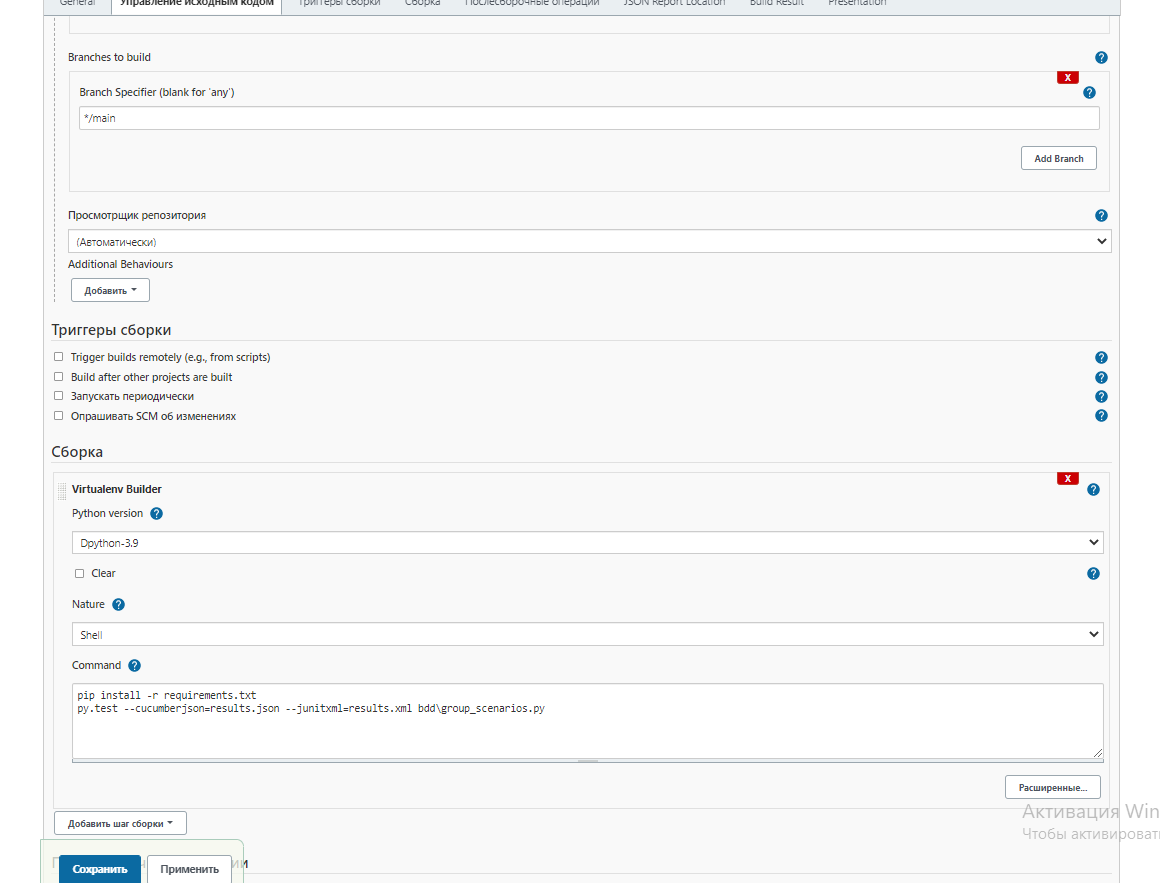 General Управление исходным кодом Триггеры сборки Сборка Послесборочные операции JSON Report Location Build Result Presentation
Branches to build ?
X
Branch Specifier (blank for 'any') ?
*/main
Add Branch
Просмотрщик репозитория ?
(Автоматически)
Additional Behaviours
Добавить
Триггеры сборки
Trigger builds remotely (e.g., from scripts) ?
Build after other projects are built ?
Запускать периодически ?
Опрашивать SCM об изменениях ?
Сборка
X
Virtualenv Builder ?
Python version ?
Dpython-3.9
Clear ?
Nature ?
Shell
Command ?
pip install -r requirements.txt
py.test --cucumberjson=results.json --junitxml=results.xml bdd\group_scenarios.py
Расширенные...
Активация Win
Чтобы активироват
Добавить шаг сборки
Сохранить Применить